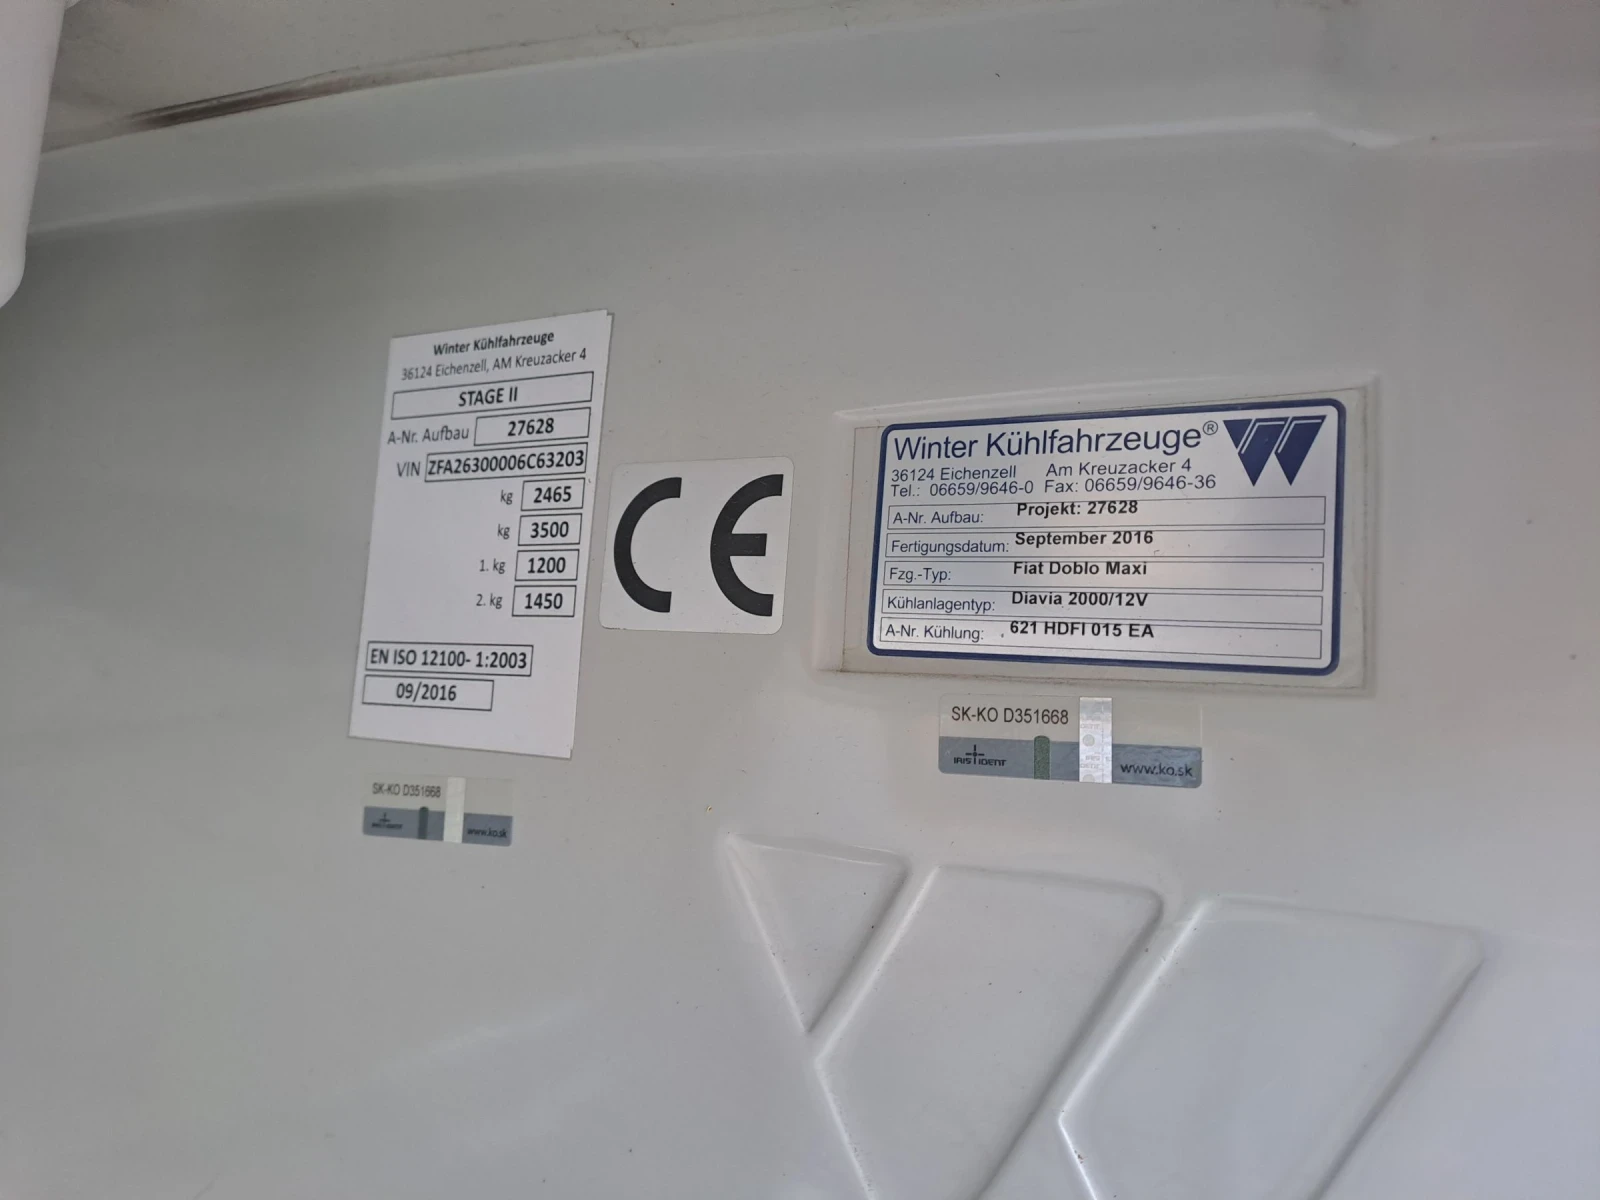 Winter Kühlfahrzeuge
36124 Eichenzell, AM Kreuzacker 4
STAGE II
A-Nr. Aufbau 27628
VIN ZFA26300006C63203
kg 2465
kg 3500
1. kg 1200
2. kg 1450
EN ISO 12100- 1:2003
09/2016
SK-KO D351668
www.ko.sk
CE
Winter Kühlfahrzeuge®
36124 Eichenzell Am Kreuzacker 4
Tel.: 06659/9646-0 Fax: 06659/9646-36
A-Nr. Aufbau: Projekt: 27628
Fertigungsdatum: September 2016
Fzg.-Typ: Fiat Doblo Maxi
Kühlanlagentyp: Diavia 2000/12V
A-Nr. Kühlung: 621 HDFI 015 EA
SK-KO D351668
IRIS IDENT
www.ko.sk